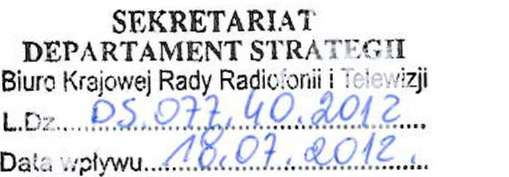 SEKRETARIAT
DEPARTAMENT STRATEGII
Biuro Krajowej Rady Radiofonii i Telewizji
L.Dz.....DS.077.40.2012
Data wpływu...18.07.2012.